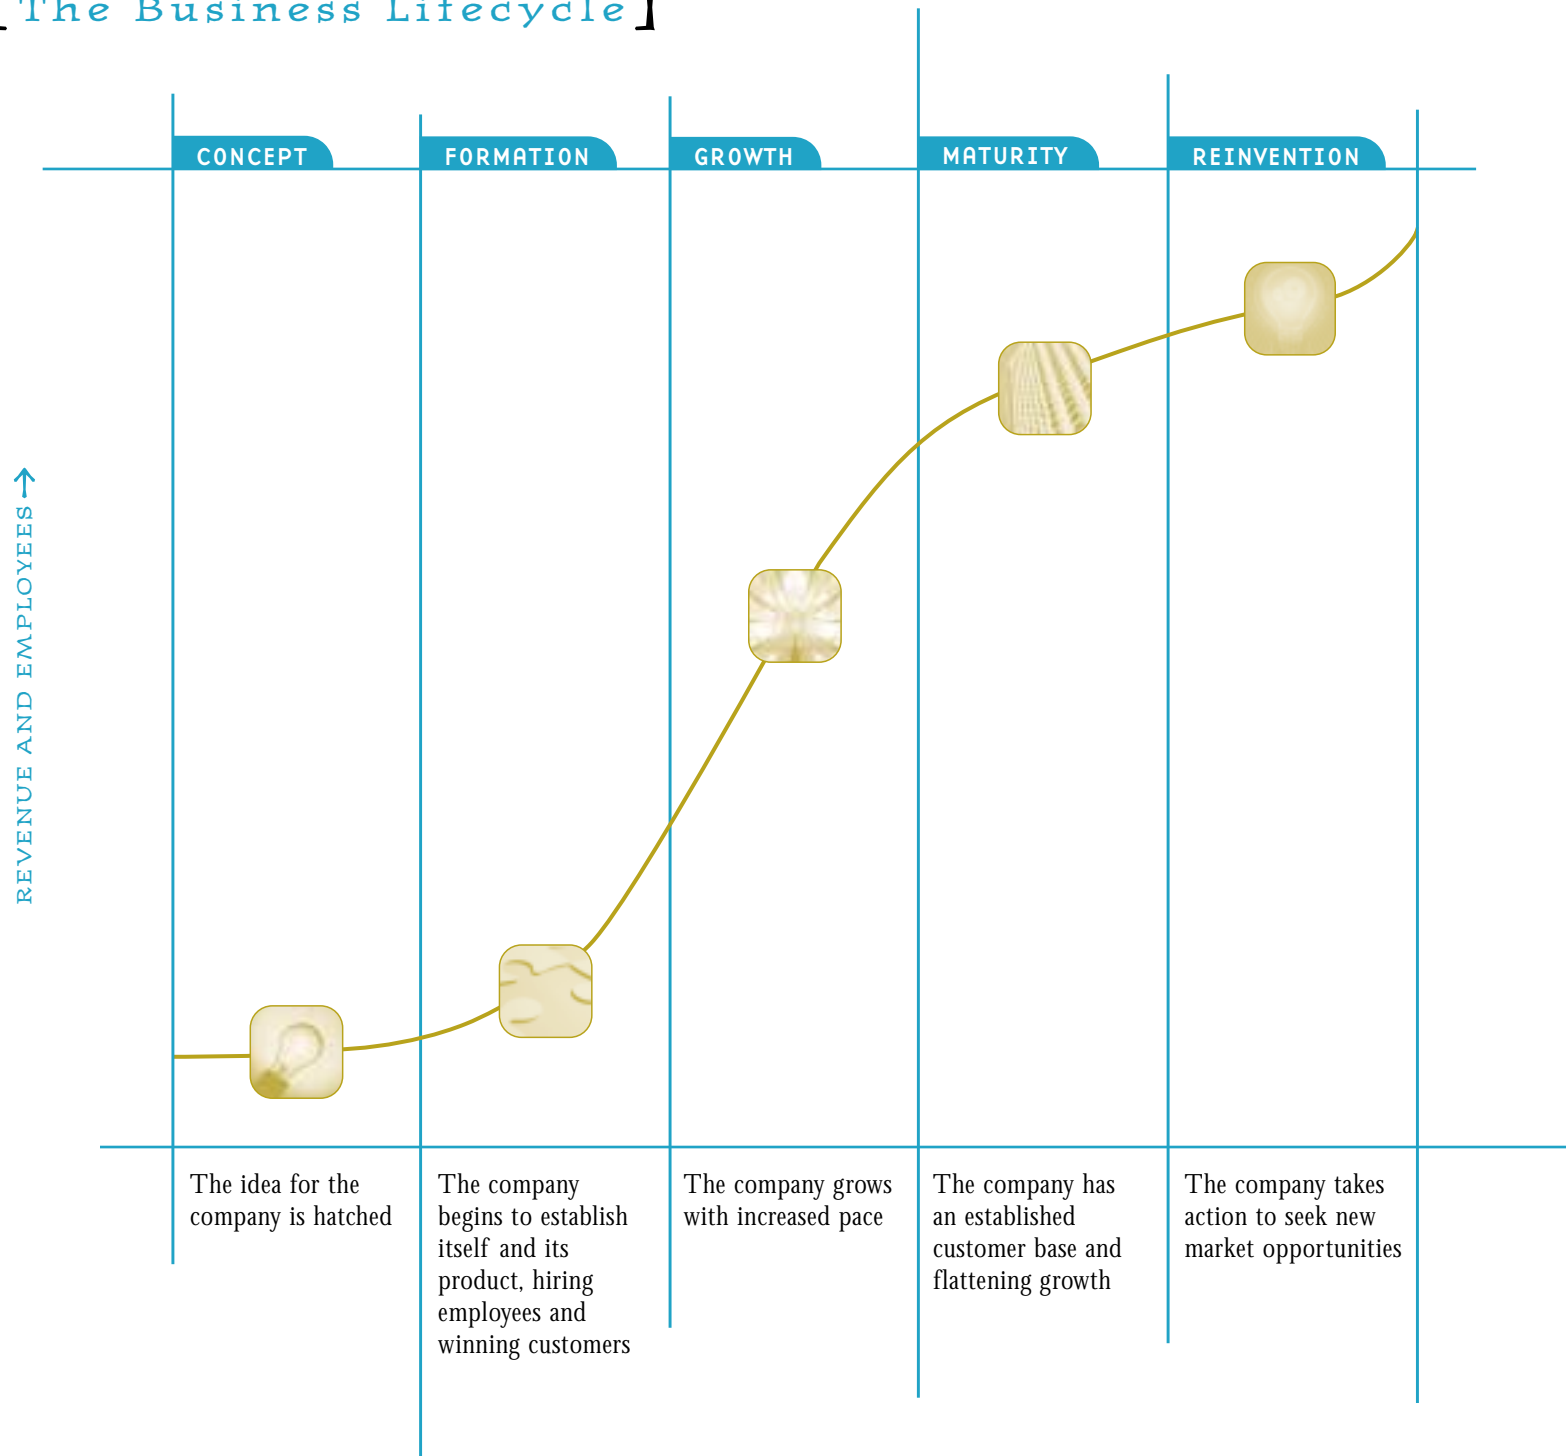 [The Business Lifecycle]
CONCEPT
FORMATION
GROWTH
MATURITY
REINVENTION
REVENUE AND EMPLOYEES →
The idea for the
company is hatched
The company
begins to establish
itself and its
product, hiring
employees and
winning customers
The company grows
with increased pace
The company has
an established
customer base and
flattening growth
The company takes
action to seek new
market opportunities